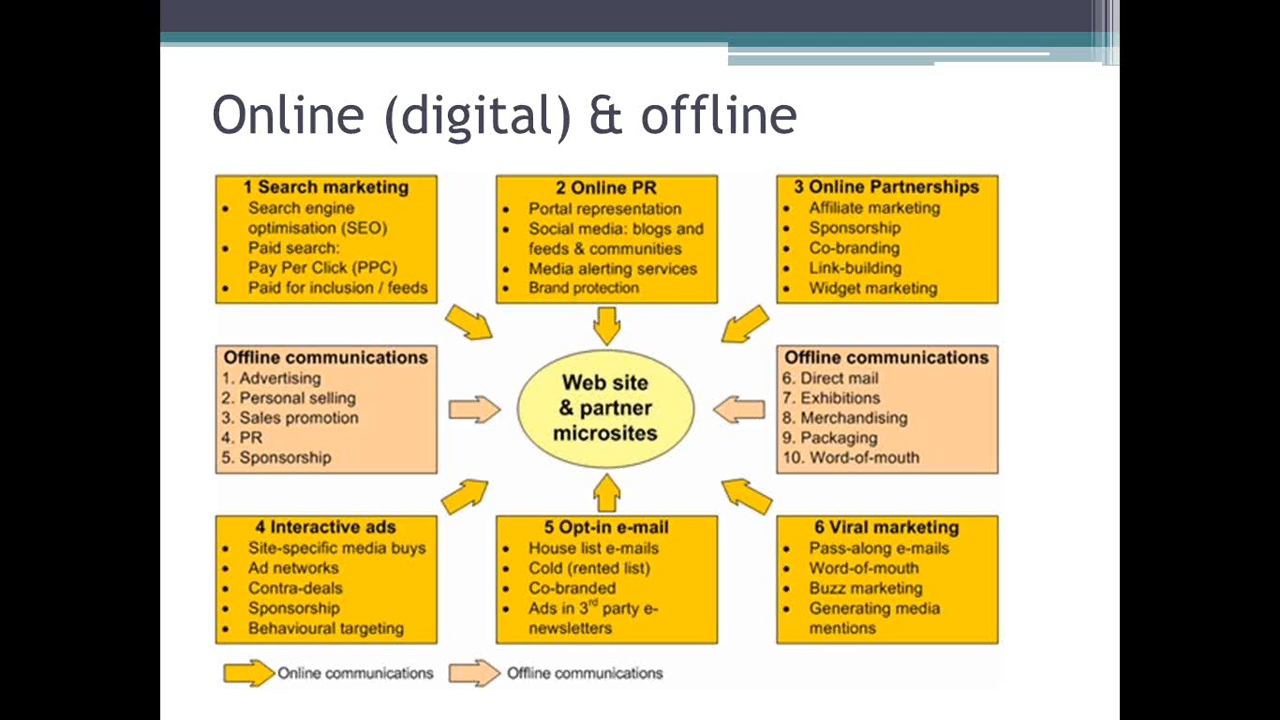 Online (digital) & offline
1 Search marketing
• Search engine
optimisation (SEO)
• Paid search:
Pay Per Click (PPC)
• Paid for inclusion / feeds
2 Online PR
• Portal representation
• Social media: blogs and
feeds & communities
• Media alerting services
• Brand protection
3 Online Partnerships
• Affiliate marketing
• Sponsorship
• Co-branding
• Link-building
• Widget marketing
Offline communications
1. Advertising
2. Personal selling
3. Sales promotion
4. PR
5. Sponsorship
Web site
& partner
microsites
Offline communications
6. Direct mail
7. Exhibitions
8. Merchandising
9. Packaging
10. Word-of-mouth
4 Interactive ads
• Site-specific media buys
• Ad networks
• Contra-deals
• Sponsorship
• Behavioural targeting
5 Opt-in e-mail
• House list e-mails
• Cold (rented list)
• Co-branded
• Ads in 3rd party e-
newsletters
6 Viral marketing
• Pass-along e-mails
• Word-of-mouth
• Buzz marketing
• Generating media
mentions
Online communications
Offline communications